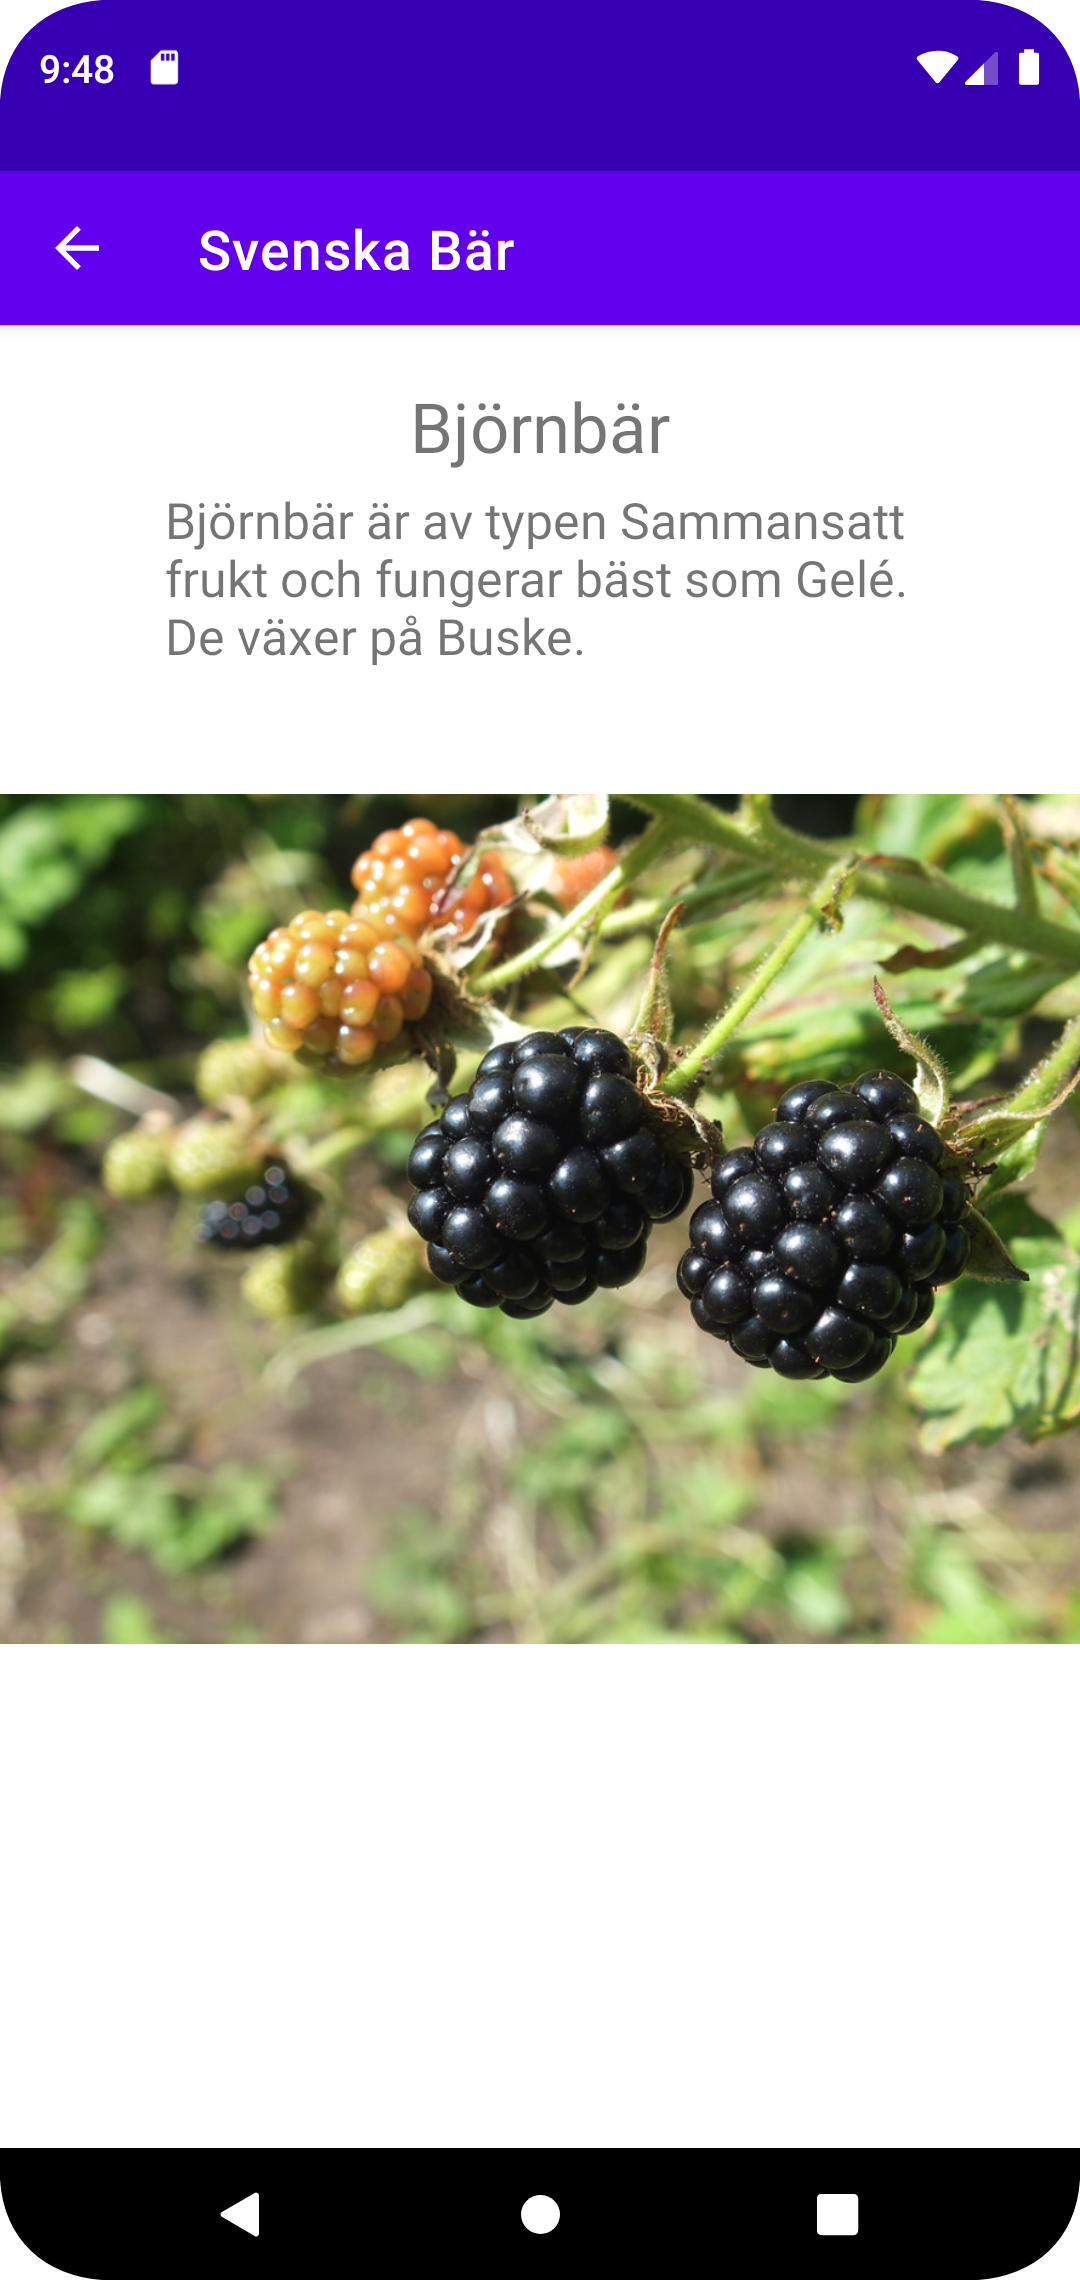 9:48
Svenska Bär
Björnbär
Björnbär är av typen Sammansatt
frukt och fungerar bäst som Gelé.
De växer på Buske.